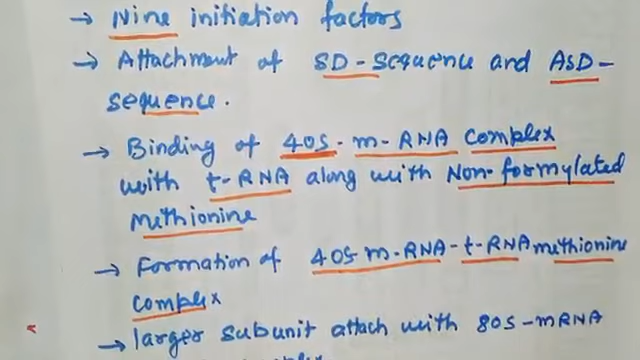 → Nine initiation factors
→ Attachment of SD-Sequence and ASD-
sequence.
→ Binding of 40S-m-RNA Complex
with t-RNA along with Non-formylated
Methionine
→ Formation of 40S-m-RNA-t-RNA methionine
Complex
→ larger subunit attach with 80S-mRNA